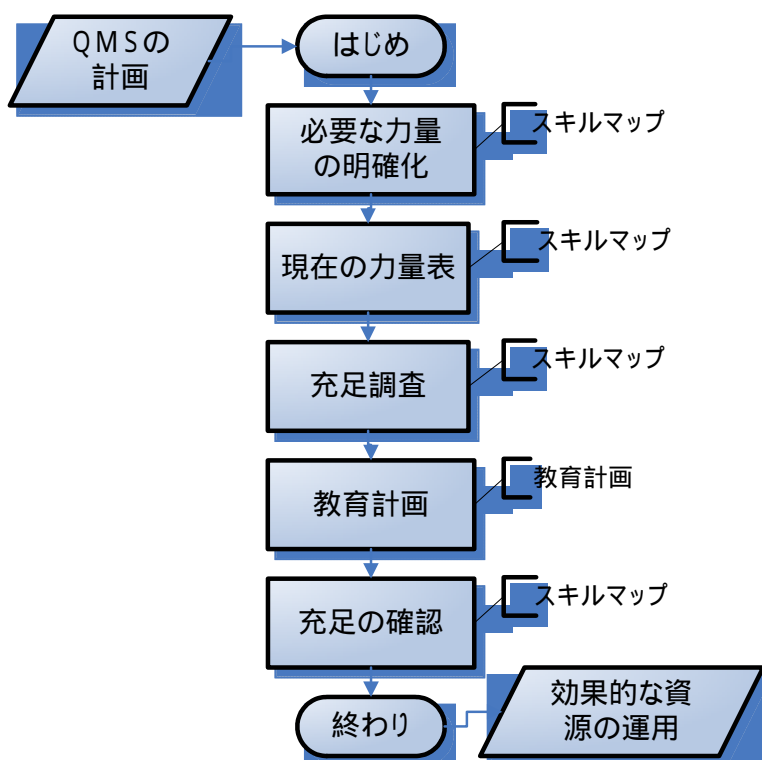 QMSの
計画
はじめ
必要な力量
の明確化
スキルマップ
現在の力量表
スキルマップ
充足調査
スキルマップ
教育計画
教育計画
充足の確認
スキルマップ
終わり
効果的な資
源の運用